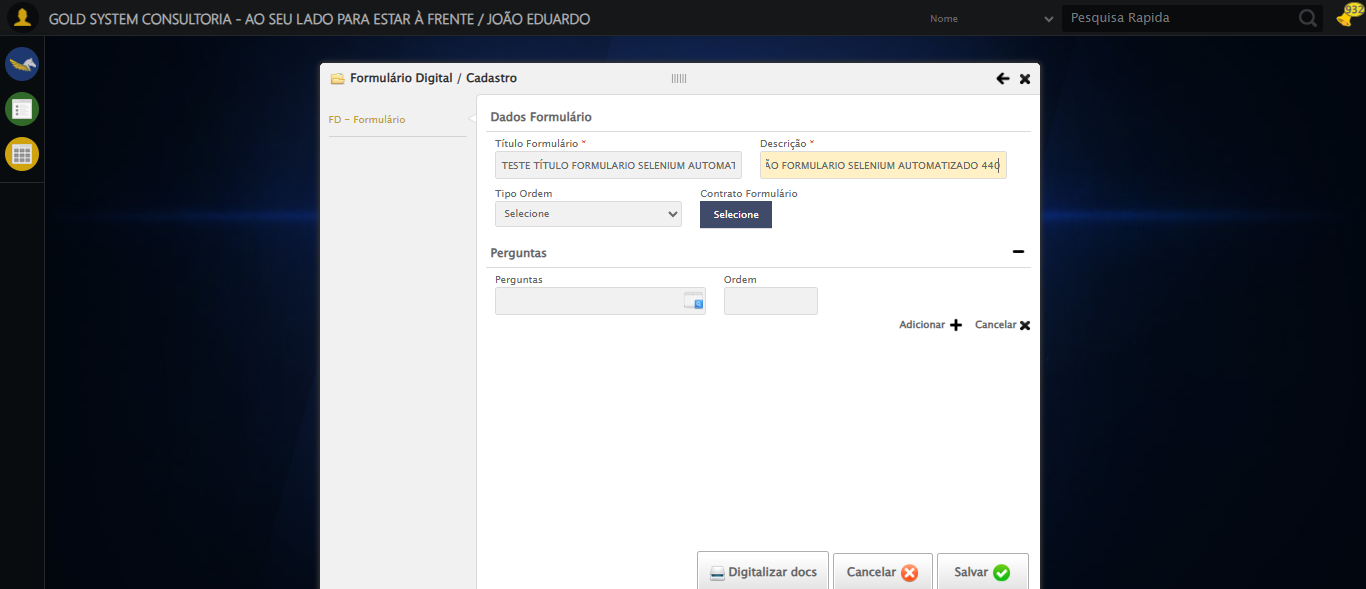 GOLD SYSTEM CONSULTORIA - AO SEU LADO PARA ESTAR À FRENTE / JOÃO EDUARDO
Nome
Pesquisa Rapida
932
Formulário Digital / Cadastro
FD - Formulário
Dados Formulário
Título Formulário *
Descrição *
TESTE TÍTULO FORMULARIO SELENIUM AUTOMAT
ÃO FORMULARIO SELENIUM AUTOMATIZADO 440
Tipo Ordem
Contrato Formulário
Selecione
Selecione
Perguntas
Perguntas
Ordem
Adicionar
Cancelar
Digitalizar docs
Cancelar
Salvar